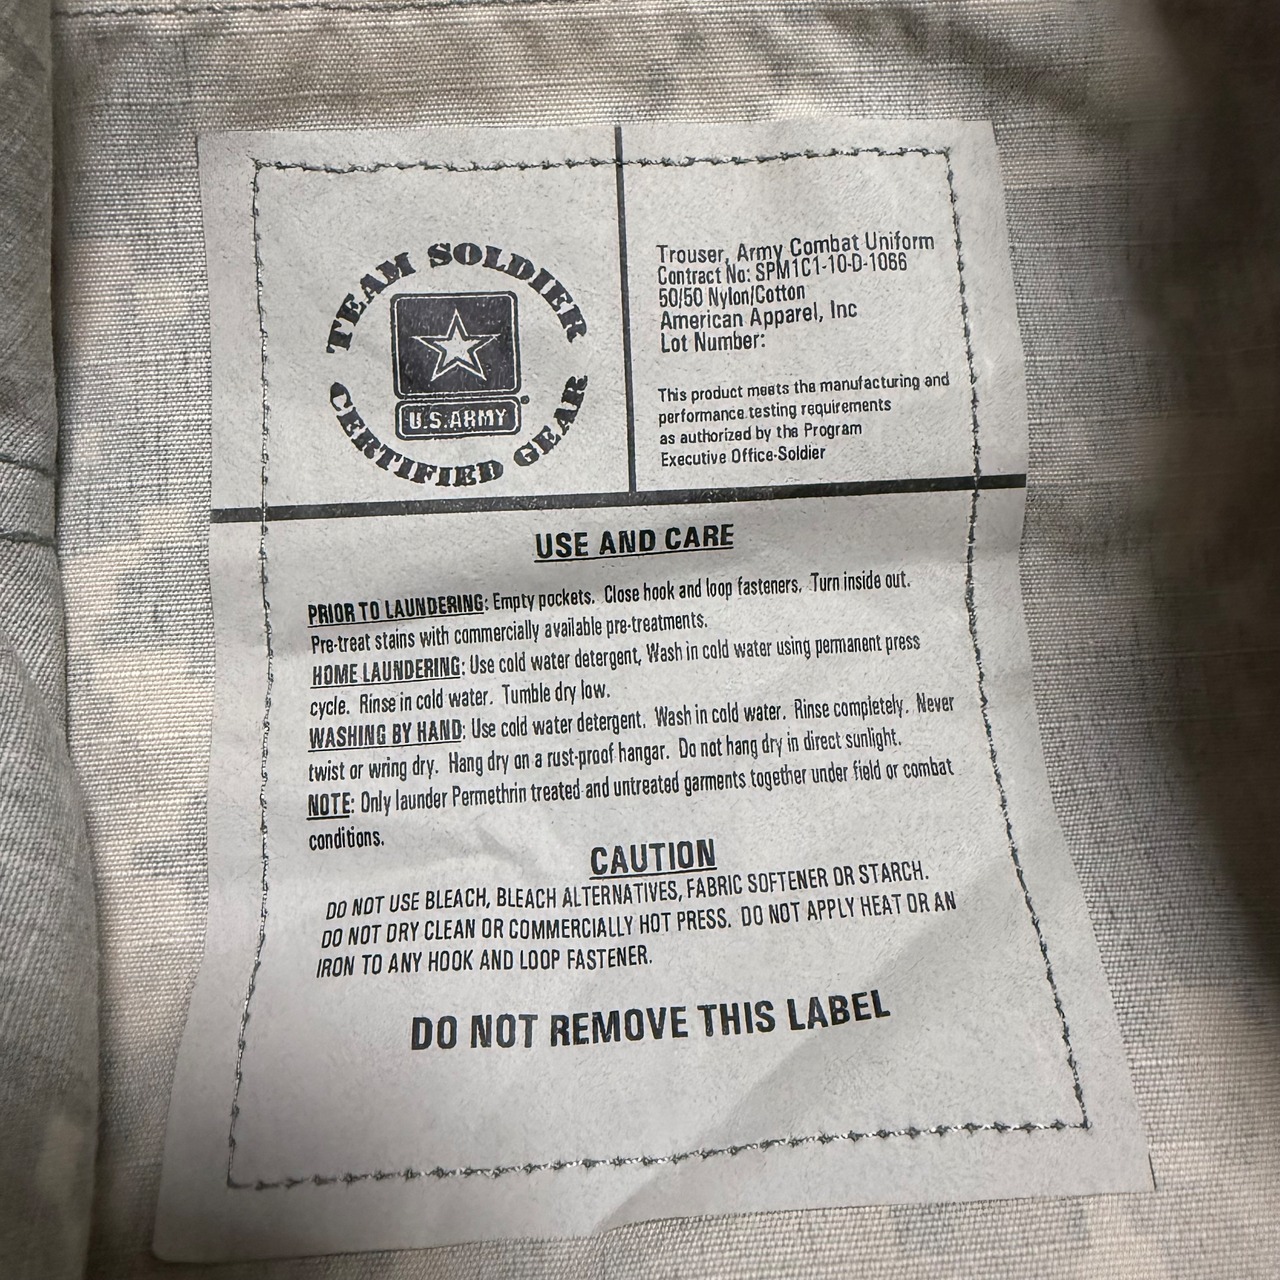 TEAM SOLDIER
U.S.ARMY
CERTIFIED GEAR
Trouser, Army Combat Uniform
Contract No: SPM1C1-10-D-1066
50/50 Nylon/Cotton
American Apparel, Inc
Lot Number:
This product meets the manufacturing and
performance testing requirements
as authorized by the Program
Executive Office-Soldier
USE AND CARE
PRIOR TO LAUNDERING: Empty pockets. Close hook and loop fasteners. Turn inside out.
Pre-treat stains with commercially available pre-treatments.
HOME LAUNDERING: Use cold water detergent, Wash in cold water using permanent press
cycle. Rinse in cold water. Tumble dry low.
WASHING BY HAND: Use cold water detergent. Wash in cold water. Rinse completely. Never
twist or wring dry. Hang dry on a rust-proof hangar. Do not hang dry in direct sunlight.
NOTE: Only launder Permethrin treated and untreated garments together under field or combat
conditions.
CAUTION
DO NOT USE BLEACH, BLEACH ALTERNATIVES, FABRIC SOFTENER OR STARCH.
DO NOT DRY CLEAN OR COMMERCIALLY HOT PRESS. DO NOT APPLY HEAT OR AN
IRON TO ANY HOOK AND LOOP FASTENER.
DO NOT REMOVE THIS LABEL